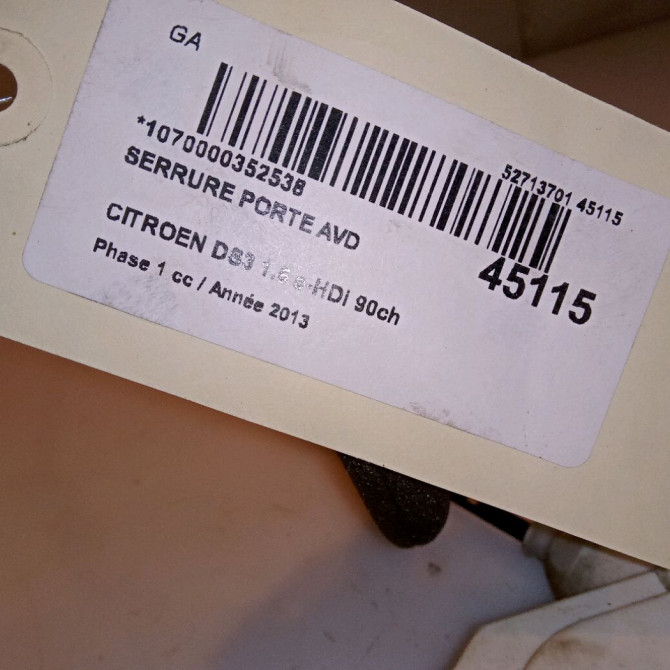 GA
*1070000352538
52713701 45115
SERRURE PORTE AVD
45115
CITROEN DS3 1.6 e-HDi 90ch
Phase 1 cc / Année 2013